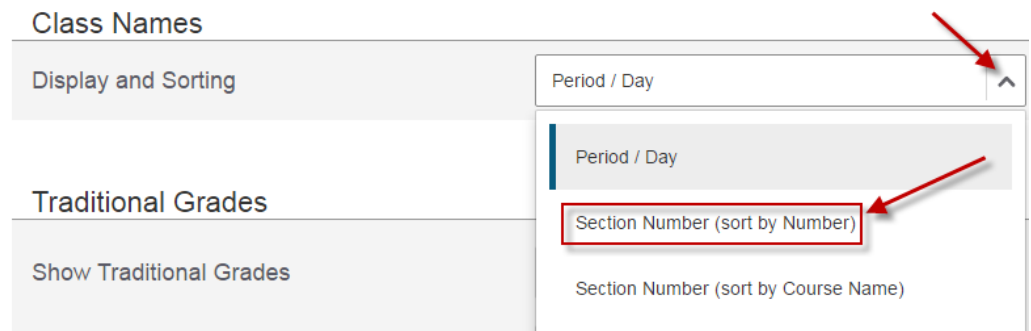 Class Names
Display and Sorting
Period / Day
Period / Day
Section Number (sort by Number)
Traditional Grades
Show Traditional Grades
Section Number (sort by Course Name)